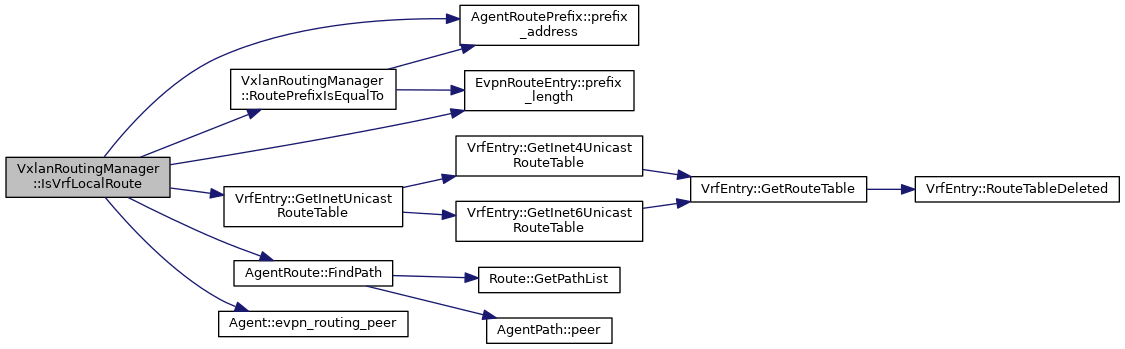 AgentRoutePrefix::prefix
_address
VxlanRoutingManager
::RoutePrefixIsEqualTo
EvpnRouteEntry::prefix
_length
VxlanRoutingManager
::IsVrfLocalRoute
VrfEntry::GetInet4Unicast
RouteTable
VrfEntry::GetRouteTable
VrfEntry::RouteTableDeleted
VrfEntry::GetInetUnicast
RouteTable
VrfEntry::GetInet6Unicast
RouteTable
AgentRoute::FindPath
Route::GetPathList
Agent::evpn_routing_peer
AgentPath::peer